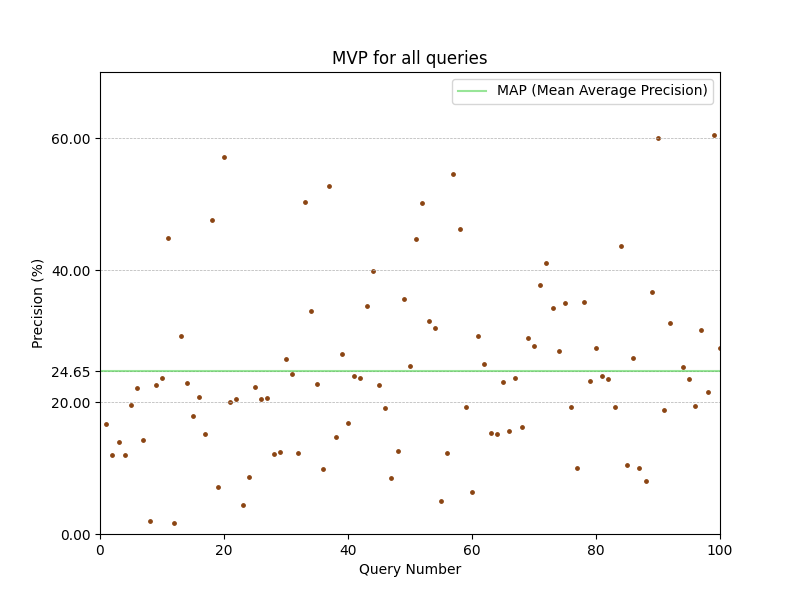 MVP for all queries
MAP (Mean Average Precision)
Precision (%)
60.00
40.00
24.65
20.00
0.00
0 20 40 60 80 100
Query Number